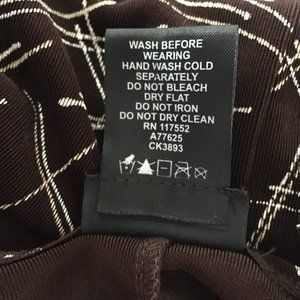 WASH BEFORE
WEARING
HAND WASH COLD
SEPARATELY
DO NOT BLEACH
DRY FLAT
DO NOT IRON
DO NOT DRY CLEAN
RN 117552
A77625
CK3893